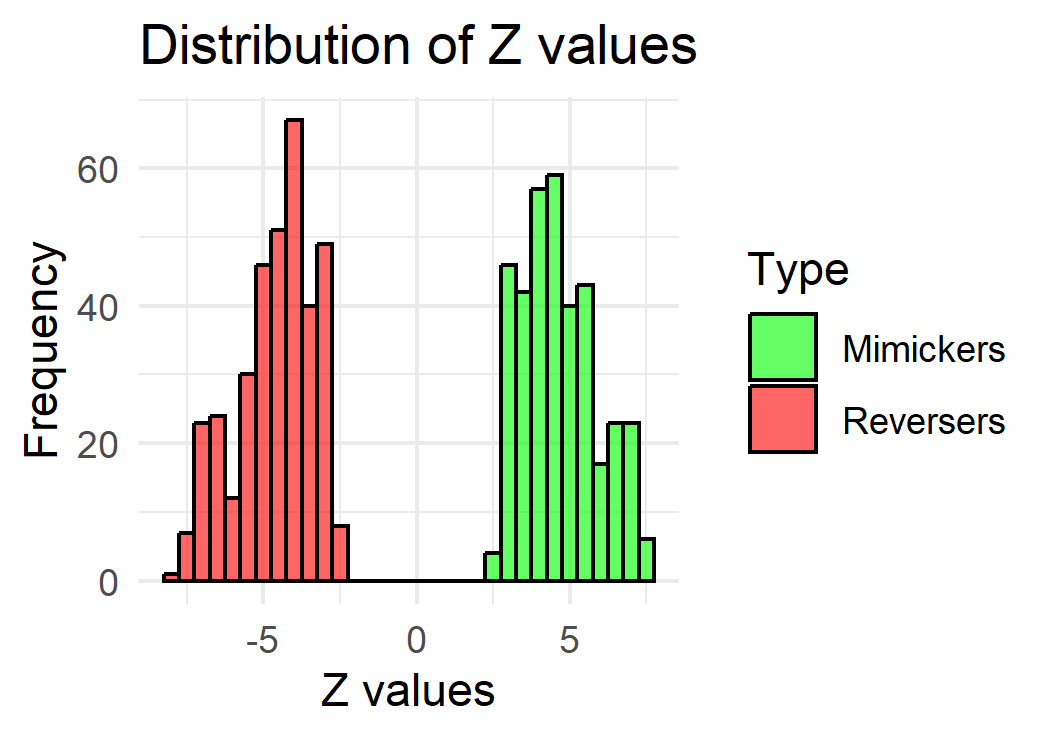 Distribution of Z values
Frequency
60
40
20
0
-5 0 5
Z values
Type
Mimickers
Reversers